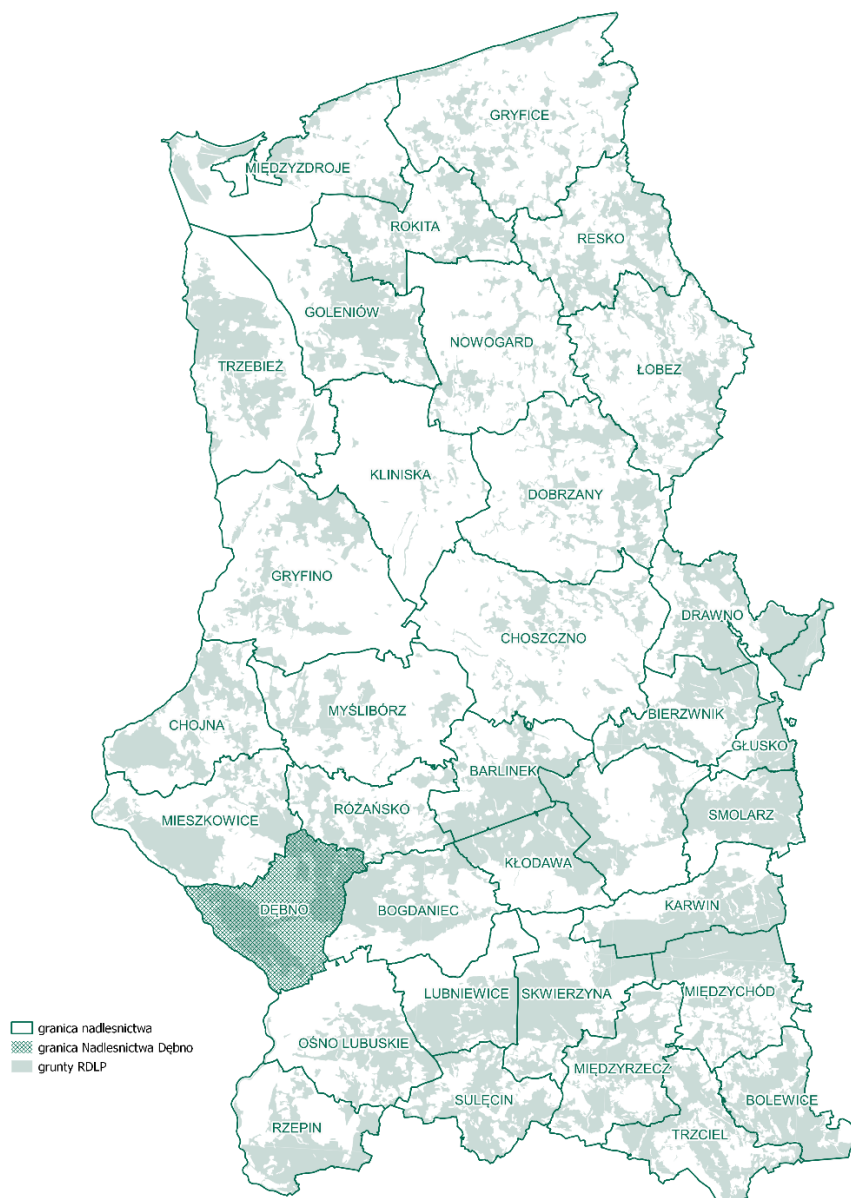 GRYFICE
MIĘDZYZDROJE
ROKITA
RESKO
GOLENIÓW
NOWOGARD
TRZEBIEŻ
ŁOBEZ
KLINISKA
DOBRZANY
GRYFINO
DRAWNO
CHOSZCZNO
MYŚLIBÓRZ
CHOJNA
BIERZWNIK
GŁUSKO
BARLINEK
RÓŻAŃSKO
SMOLARZ
MIESZKOWICE
KŁODAWA
DĘBNO
BOGDANIEC
KARWIN
LUBNIEWICE
SKWIERZYNA
MIĘDZYCHÓD
granica nadlesnictwa
granica Nadlesnictwa Dębno
grunty RDLP
OŚNO LUBUSKIE
MIĘDZYRZECZ
SULĘCIN
BOLEWICE
RZEPIN
TRZCIEL